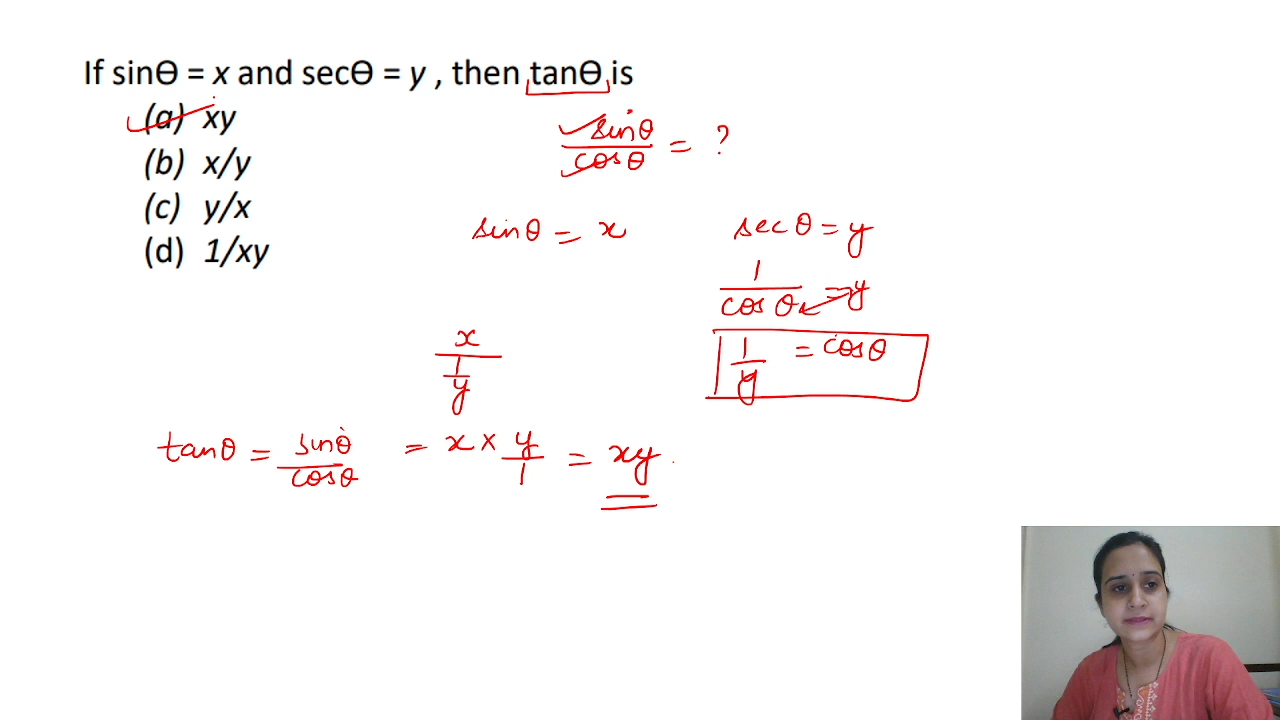 If sinΘ = x and secΘ = y , then tanΘ is
(a) xy
(b) x/y
(c) y/x
(d) 1/xy
sinθ/cosθ = ?
sinθ = x
secθ = y
1/cosθ = y
1/y = cosθ
x/(1/y)
tanθ = sinθ/cosθ = x × y/1 = xy